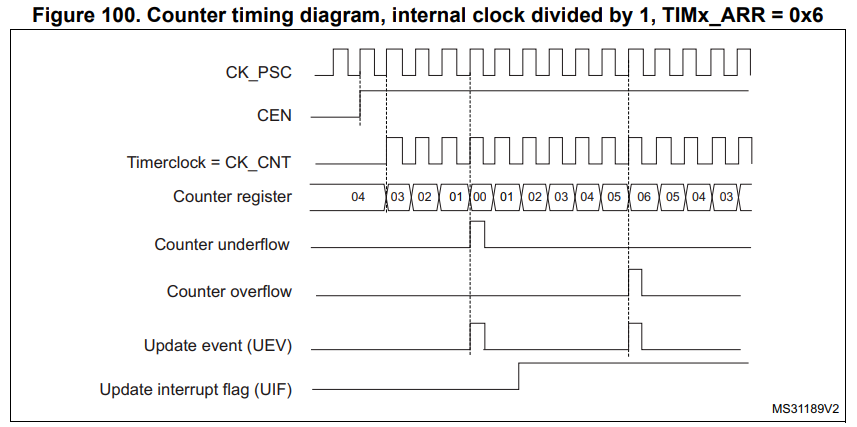 Figure 100. Counter timing diagram, internal clock divided by 1, TIMx_ARR = 0x6
CK_PSC
CEN
Timerclock = CK_CNT
Counter register 04 03 02 01 00 01 02 03 04 05 06 05 04 03
Counter underflow
Counter overflow
Update event (UEV)
Update interrupt flag (UIF)
MS31189V2